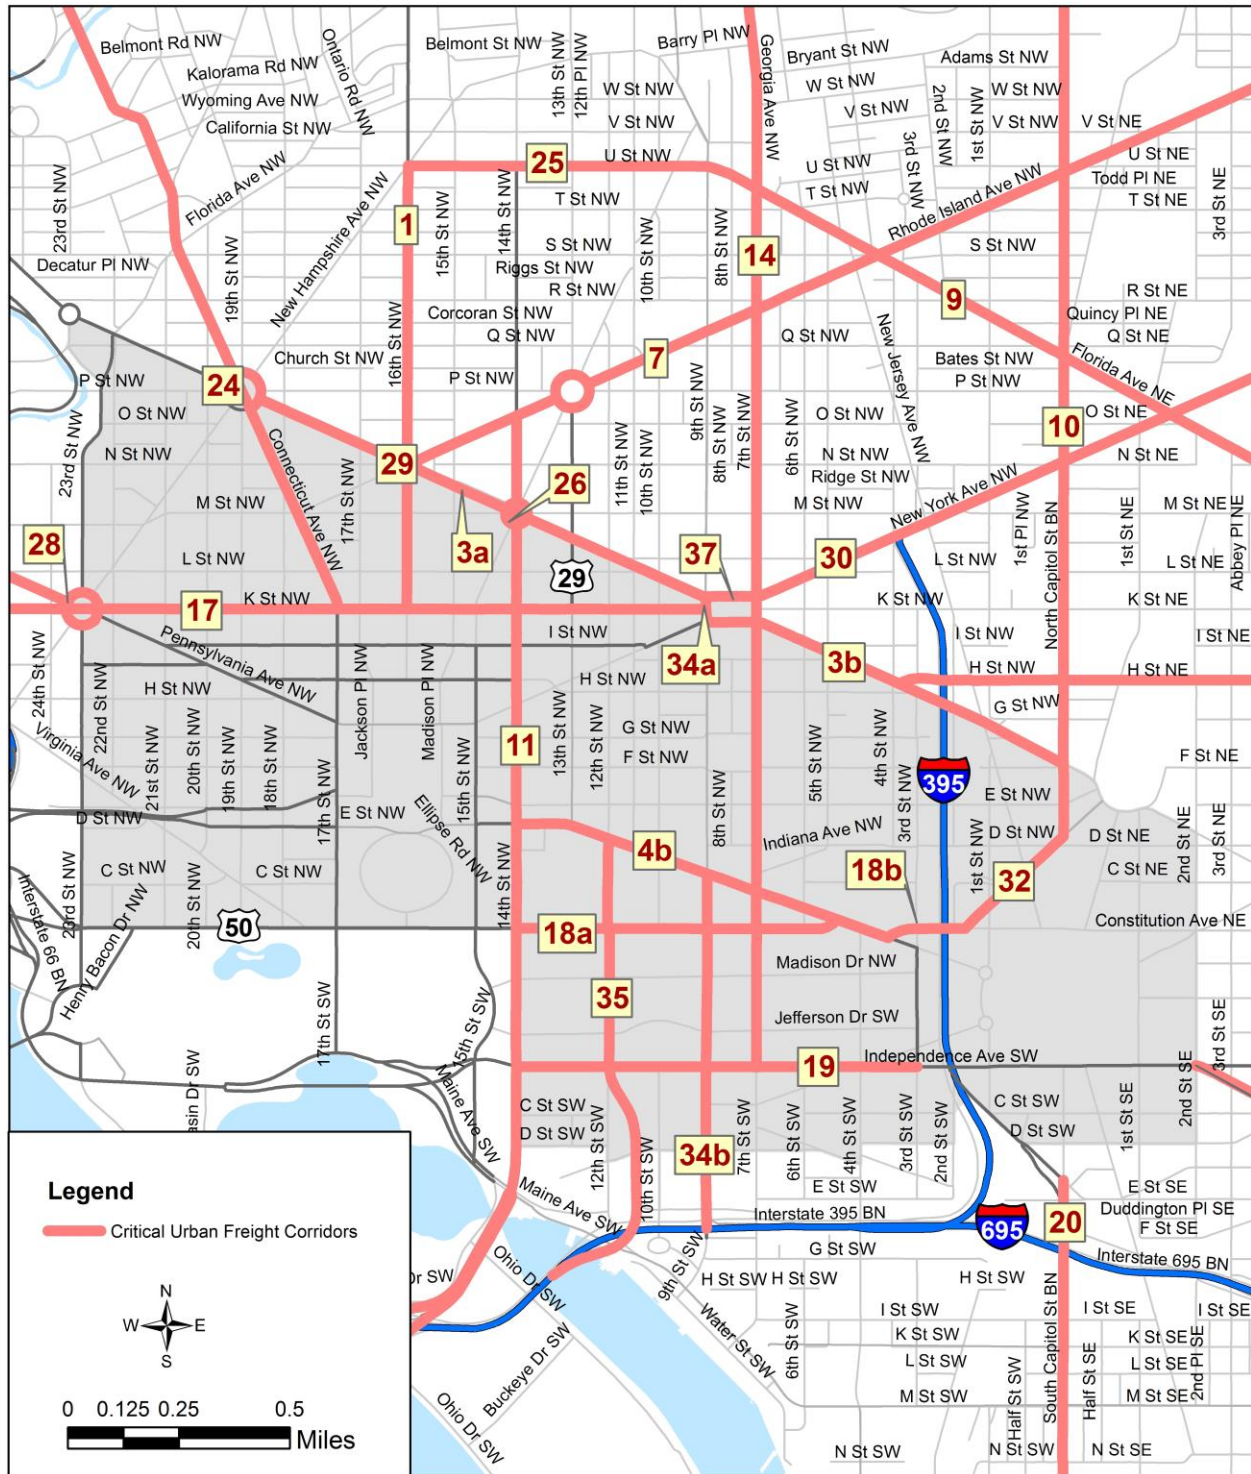 Belmont Rd NW
Kalorama Rd NW
Wyoming Ave NW
California St NW
Ontario Rd NW
Belmont St NW
13th St NW
12th Pl NW
Barry Pl NW
Georgia Ave NW
Bryant St NW
Adams St NW
W St NW
W St NW
W St NW
V St NW
V St NW
V St NW
V St NE
2nd St NW
1st St NW
3rd St NW
U St NW
U St NW
U St NE
Todd Pl NE
T St NE
T St NW
T St NW
25
1
14
9
7
Florida Ave NW
New Hampshire Ave NW
23rd St NW
Decatur Pl NW
19th St NW
15th St NW
14th St NW
S St NW
Riggs St NW
R St NW
10th St NW
8th St NW
Rhode Island Ave NW
S St NW
3rd St NE
R St NE
Quincy Pl NE
Q St NE
Corcoran St NW
Q St NW
Q St NW
Church St NW
16th St NW
P St NW
P St NW
New Jersey Ave NW
Bates St NW
P St NW
Florida Ave NE
24
O St NW
N St NW
23rd St NW
Connecticut Ave NW
17th St NW
29
26
3a
9th St NW
8th St NW
7th St NW
6th St NW
11th St NW
10th St NW
O St NW
N St NW
Ridge St NW
M St NW
New York Ave NW
10
O St NE
N St NE
M St NW
M St NE
28
L St NW
L St NW
L St NE
1st Pl NW
North Capitol St BN
1st St NE
Abbey Pl NE
17
K St NW
29
37
30
34a
K St NW
K St NE
I St NW
I St NW
I St NE
3b
H St NW
H St NE
G St NW
24th St NW
Pennsylvania Ave NW
H St NW
H St NW
22nd St NW
Virginia Ave NW
21st St NW
20th St NW
19th St NW
18th St NW
Jackson Pl NW
Madison Pl NW
15th St NW
11
13th St NW
12th St NW
G St NW
F St NW
8th St NW
5th St NW
4th St NW
3rd St NW
395
F St NE
E St NW
D St NW
17th St NW
E St NW
Ellipse Rd NW
14th St NW
4b
Indiana Ave NW
18b
1st St NW
D St NW
D St NE
C St NE
2nd St NE
3rd St NE
32
C St NW
C St NW
23rd St NW
20th St NW
Henry Bacon Dr NW
Interstate 66 BN
50
18a
Constitution Ave NE
Madison Dr NW
35
Jefferson Dr SW
17th St SW
15th St SW
19
Independence Ave SW
3rd St SE
2nd St SE
1st St SE
asin Dr SW
Maine Ave SW
C St SW
D St SW
12th St SW
10th St SW
34b
7th St SW
6th St SW
4th St SW
3rd St SW
2nd St SW
C St SW
D St SW
Maine Ave SW
E St SW
Interstate 395 BN
695
20
E St SE
Duddington Pl SE
F St SE
Interstate 695 BN
Legend
Critical Urban Freight Corridors
N
W E
S
0 0.125 0.25 0.5
Miles
Dr SW
Ohio Dr SW
Buckeye Dr SW
Ohio Dr SW
9th St SW
G St SW
H St SW
H St SW
H St SW
Water St SW
6th St SW
I St SW
K St SW
L St SW
M St SW
N St SW
Half St SW
N St SW
South Capitol St BN
Half St SE
I St SE
I St SE
K St SE
L St SE
M St SE
2nd Pl SE
N St SE